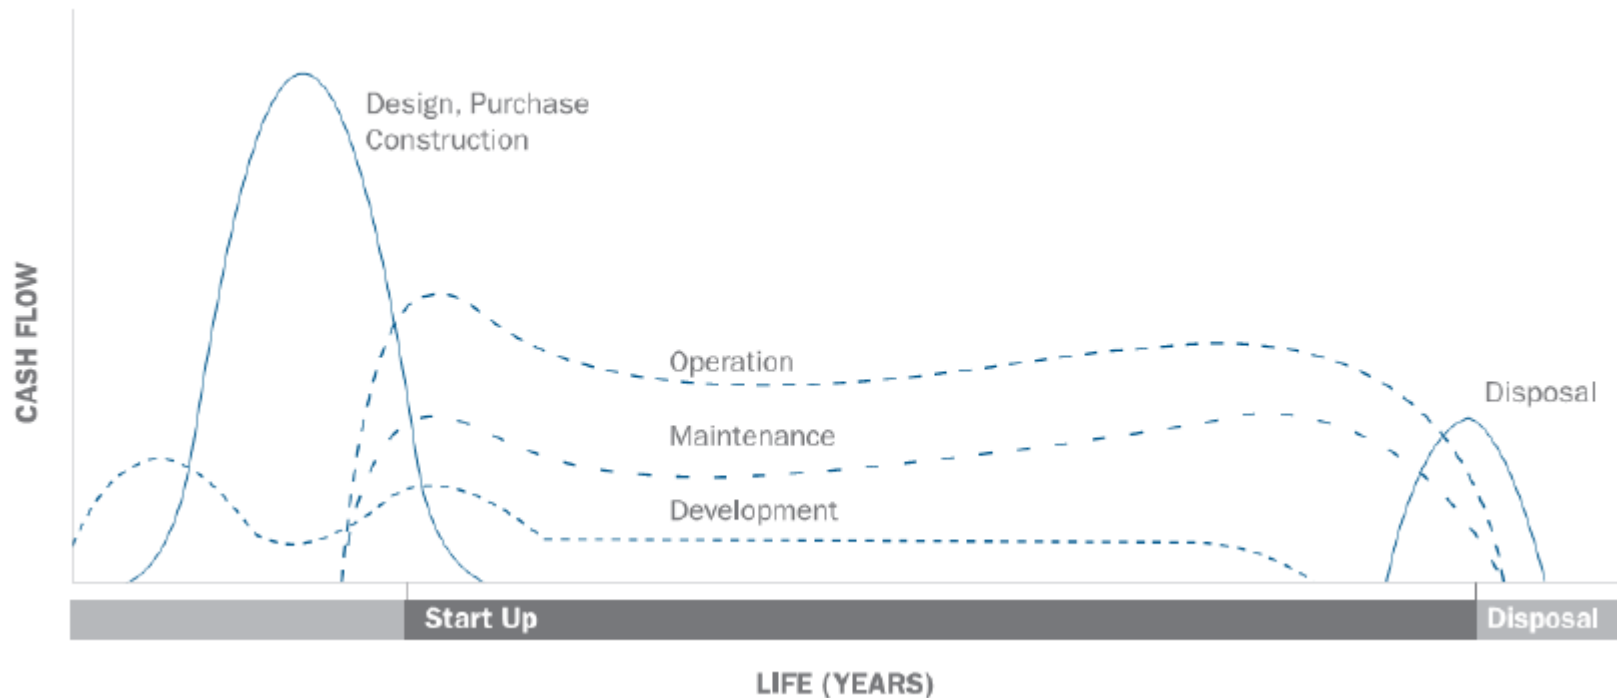 Design, Purchase
Construction
CASH FLOW
Operation
Disposal
Maintenance
Development
Start Up
Disposal
LIFE (YEARS)